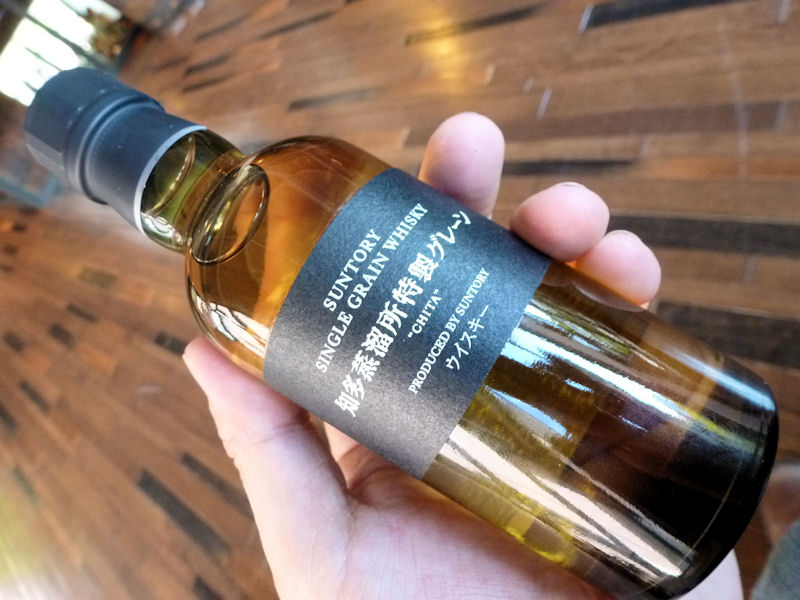 SUNTORY
SINGLE GRAIN WHISKY
知多蒸溜所特製グレーン
"CHITA"
PRODUCED BY SUNTORY
ウイスキー